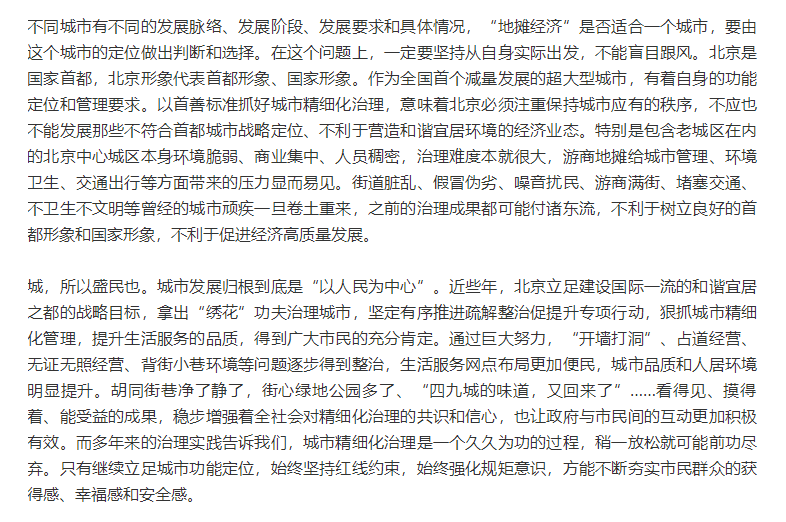 不同城市有不同的发展脉络、发展阶段、发展要求和具体情况，“地摊经济”是否适合一个城市，要由
这个城市的定位做出判断和选择。在这个问题上，一定要坚持从自身实际出发，不能盲目跟风。北京是
国家首都，北京形象代表首都形象、国家形象。作为全国首个减量发展的超大型城市，有着自身的功能
定位和管理要求。以首善标准抓好城市精细化治理，意味着北京必须注重保持城市应有的秩序，不应也
不能发展那些不符合首都城市战略定位、不利于营造和谐宜居环境的经济业态。特别是包含老城区在内
的北京中心城区本身环境脆弱、商业集中、人员稠密，治理难度本就很大，游商地摊给城市管理、环境
卫生、交通出行等方面带来的压力显而易见。街道脏乱、假冒伪劣、噪音扰民、游商满街、堵塞交通、
不卫生不文明等曾经的城市顽疾一旦卷土重来，之前的治理成果都可能付诸东流，不利于树立良好的首
都形象和国家形象，不利于促进经济高质量发展。
城，所以盛民也。城市发展归根到底是“以人民为中心”。近些年，北京立足建设国际一流的和谐宜居
之都的战略目标，拿出“绣花”功夫治理城市，坚定有序推进疏解整治促提升专项行动，狠抓城市精细
化管理，提升生活服务的品质，得到广大市民的充分肯定。通过巨大努力，“开墙打洞”、占道经营、
无证无照经营、背街小巷环境等问题逐步得到整治，生活服务网点布局更加便民，城市品质和人居环境
明显提升。胡同街巷净了静了，街心绿地公园多了、“四九城的味道，又回来了”……看得见、摸得
着、能受益的成果，稳步增强着全社会对精细化治理的共识和信心，也让政府与市民间的互动更加积极
有效。而多年来的治理实践告诉我们，城市精细化治理是一个久久为功的过程，稍一放松就可能前功尽
弃。只有继续立足城市功能定位，始终坚持红线约束，始终强化规矩意识，方能不断夯实市民群众的获
得感、幸福感和安全感。